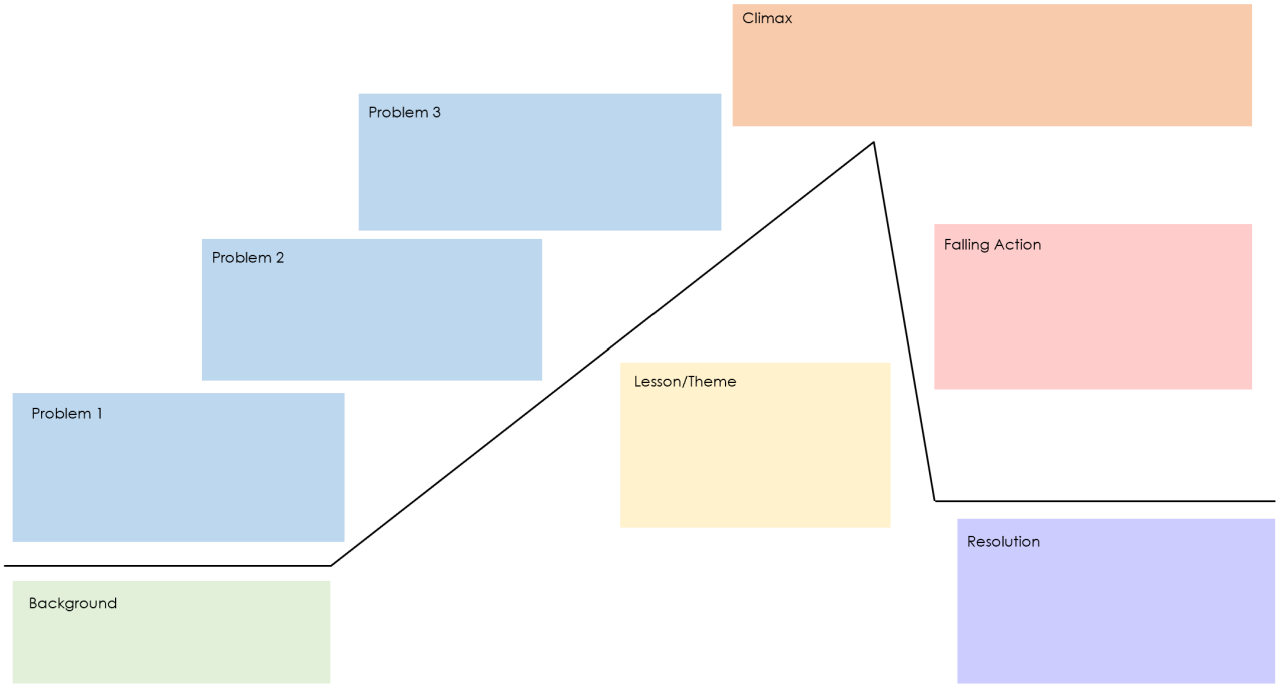 Climax
Problem 3
Problem 2
Falling Action
Lesson/Theme
Problem 1
Resolution
Background